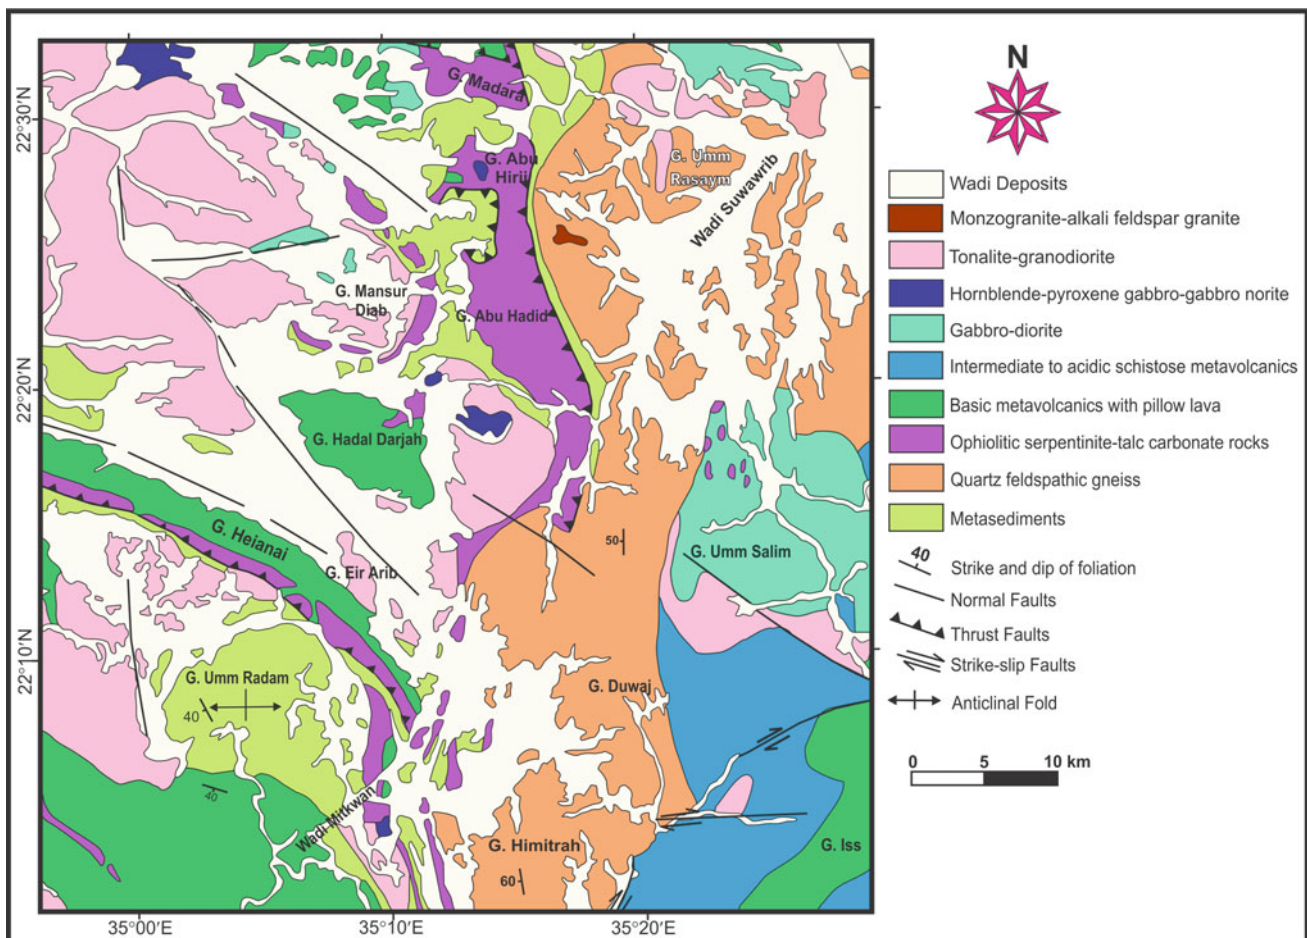 N
G. Madara
22°30′N
G. Abu
Hirij
G. Umm
Rasaym
Wadi Suwawrib
G. Mansur
Diab
G. Abu Hadid
22°20′N
G. Hadal Darjah
G. Heianai
50
G. Umm Salim
G. Eir Arib
22°10′N
G. Umm Radam
40
G. Duwaj
40
Wadi Mitkwan
G. Himitrah
G. Iss
60
35°00′E
35°10′E
35°20′E
Wadi Deposits
Monzogranite-alkali feldspar granite
Tonalite-granodiorite
Hornblende-pyroxene gabbro-gabbro norite
Gabbro-diorite
Intermediate to acidic schistose metavolcanics
Basic metavolcanics with pillow lava
Ophiolitic serpentinite-talc carbonate rocks
Quartz feldspathic gneiss
Metasediments
40
Strike and dip of foliation
Normal Faults
Thrust Faults
Strike-slip Faults
Anticlinal Fold
0 5 10 km